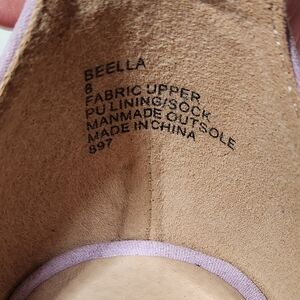 BEELLA
8
FABRIC UPPER
PU LINING/SOCK
MANMADE OUTSOLE
MADE IN CHINA
897